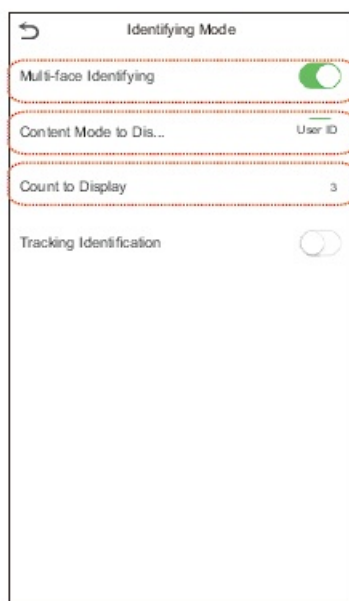 Identifying Mode
Multi-face Identifying
Content Mode to Dis... User ID
Count to Display 3
Tracking Identification